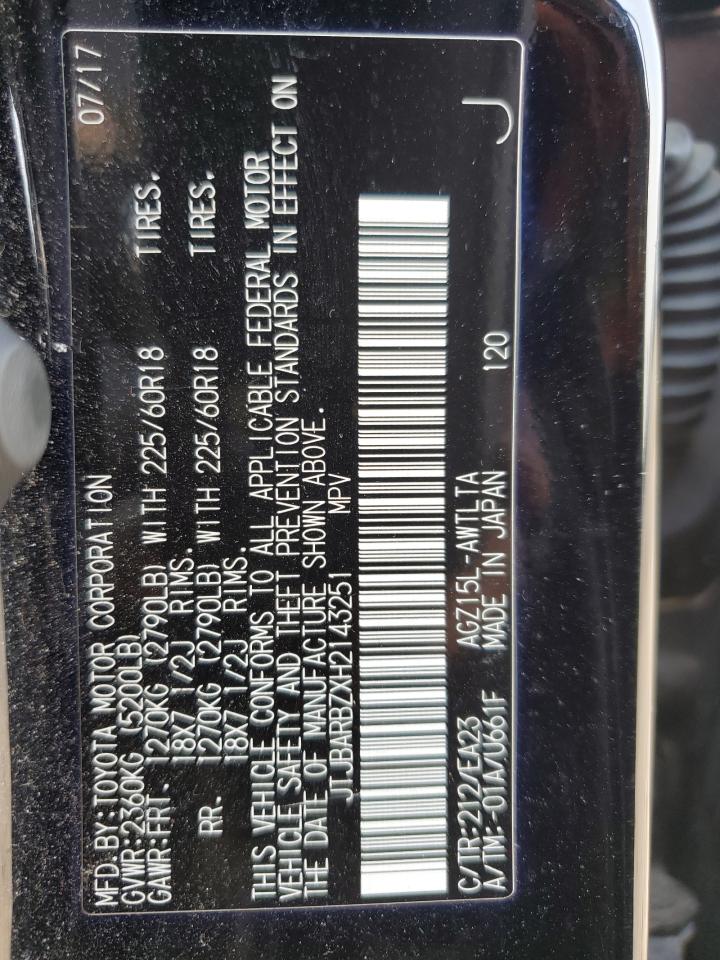 MFD.BY:TOYOTA MOTOR CORPORATION 07/17
GVWR:2360KG (5200LB)
GAWR:FRT. 1270KG (2790LB) WITH 225/60R18 TIRES.
18X7 1/2J RIMS.
RR. 1270KG (2790LB) WITH 225/60R18 TIRES.
18X7 1/2J RIMS.
THIS VEHICLE CONFORMS TO ALL APPLICABLE FEDERAL MOTOR
VEHICLE SAFETY AND THEFT PREVENTION STANDARDS IN EFFECT ON
THE DATE OF MANUFACTURE SHOWN ABOVE.
JTJBARBZXH2143251 MPV
C/TR:212/EA23 AGZ15L-AWTLTA J
A/TM:-01A/U661F MADE IN JAPAN 120